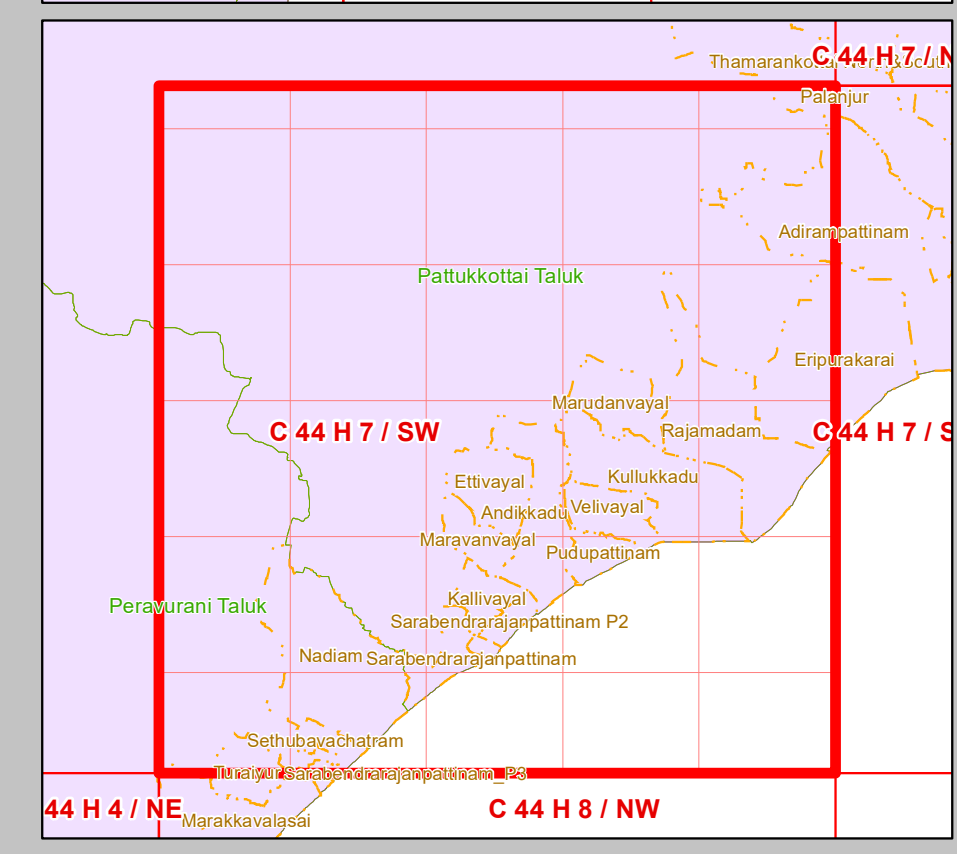 C 44 H 7 / N
Palanjur
Adirampattinam
Pattukkottai Taluk
Eripurakarai
Marudanvayal
C 44 H 7 / SW
Rajamadam
C 44 H 7 / S
Kullukkadu
Ettivayal
Velivayal
Andikkadu
Maravanvayal
Pudupattinam
Kallivayal
Peravurani Taluk
Sarabendrarajanpattinam P2
Nadiam
Sarabendrarajanpattinam
Sethubavachatram
Turaiyur
Sarabendrarajanpattinam_P3
44 H 4 / NE
C 44 H 8 / NW
Marakkavalasai